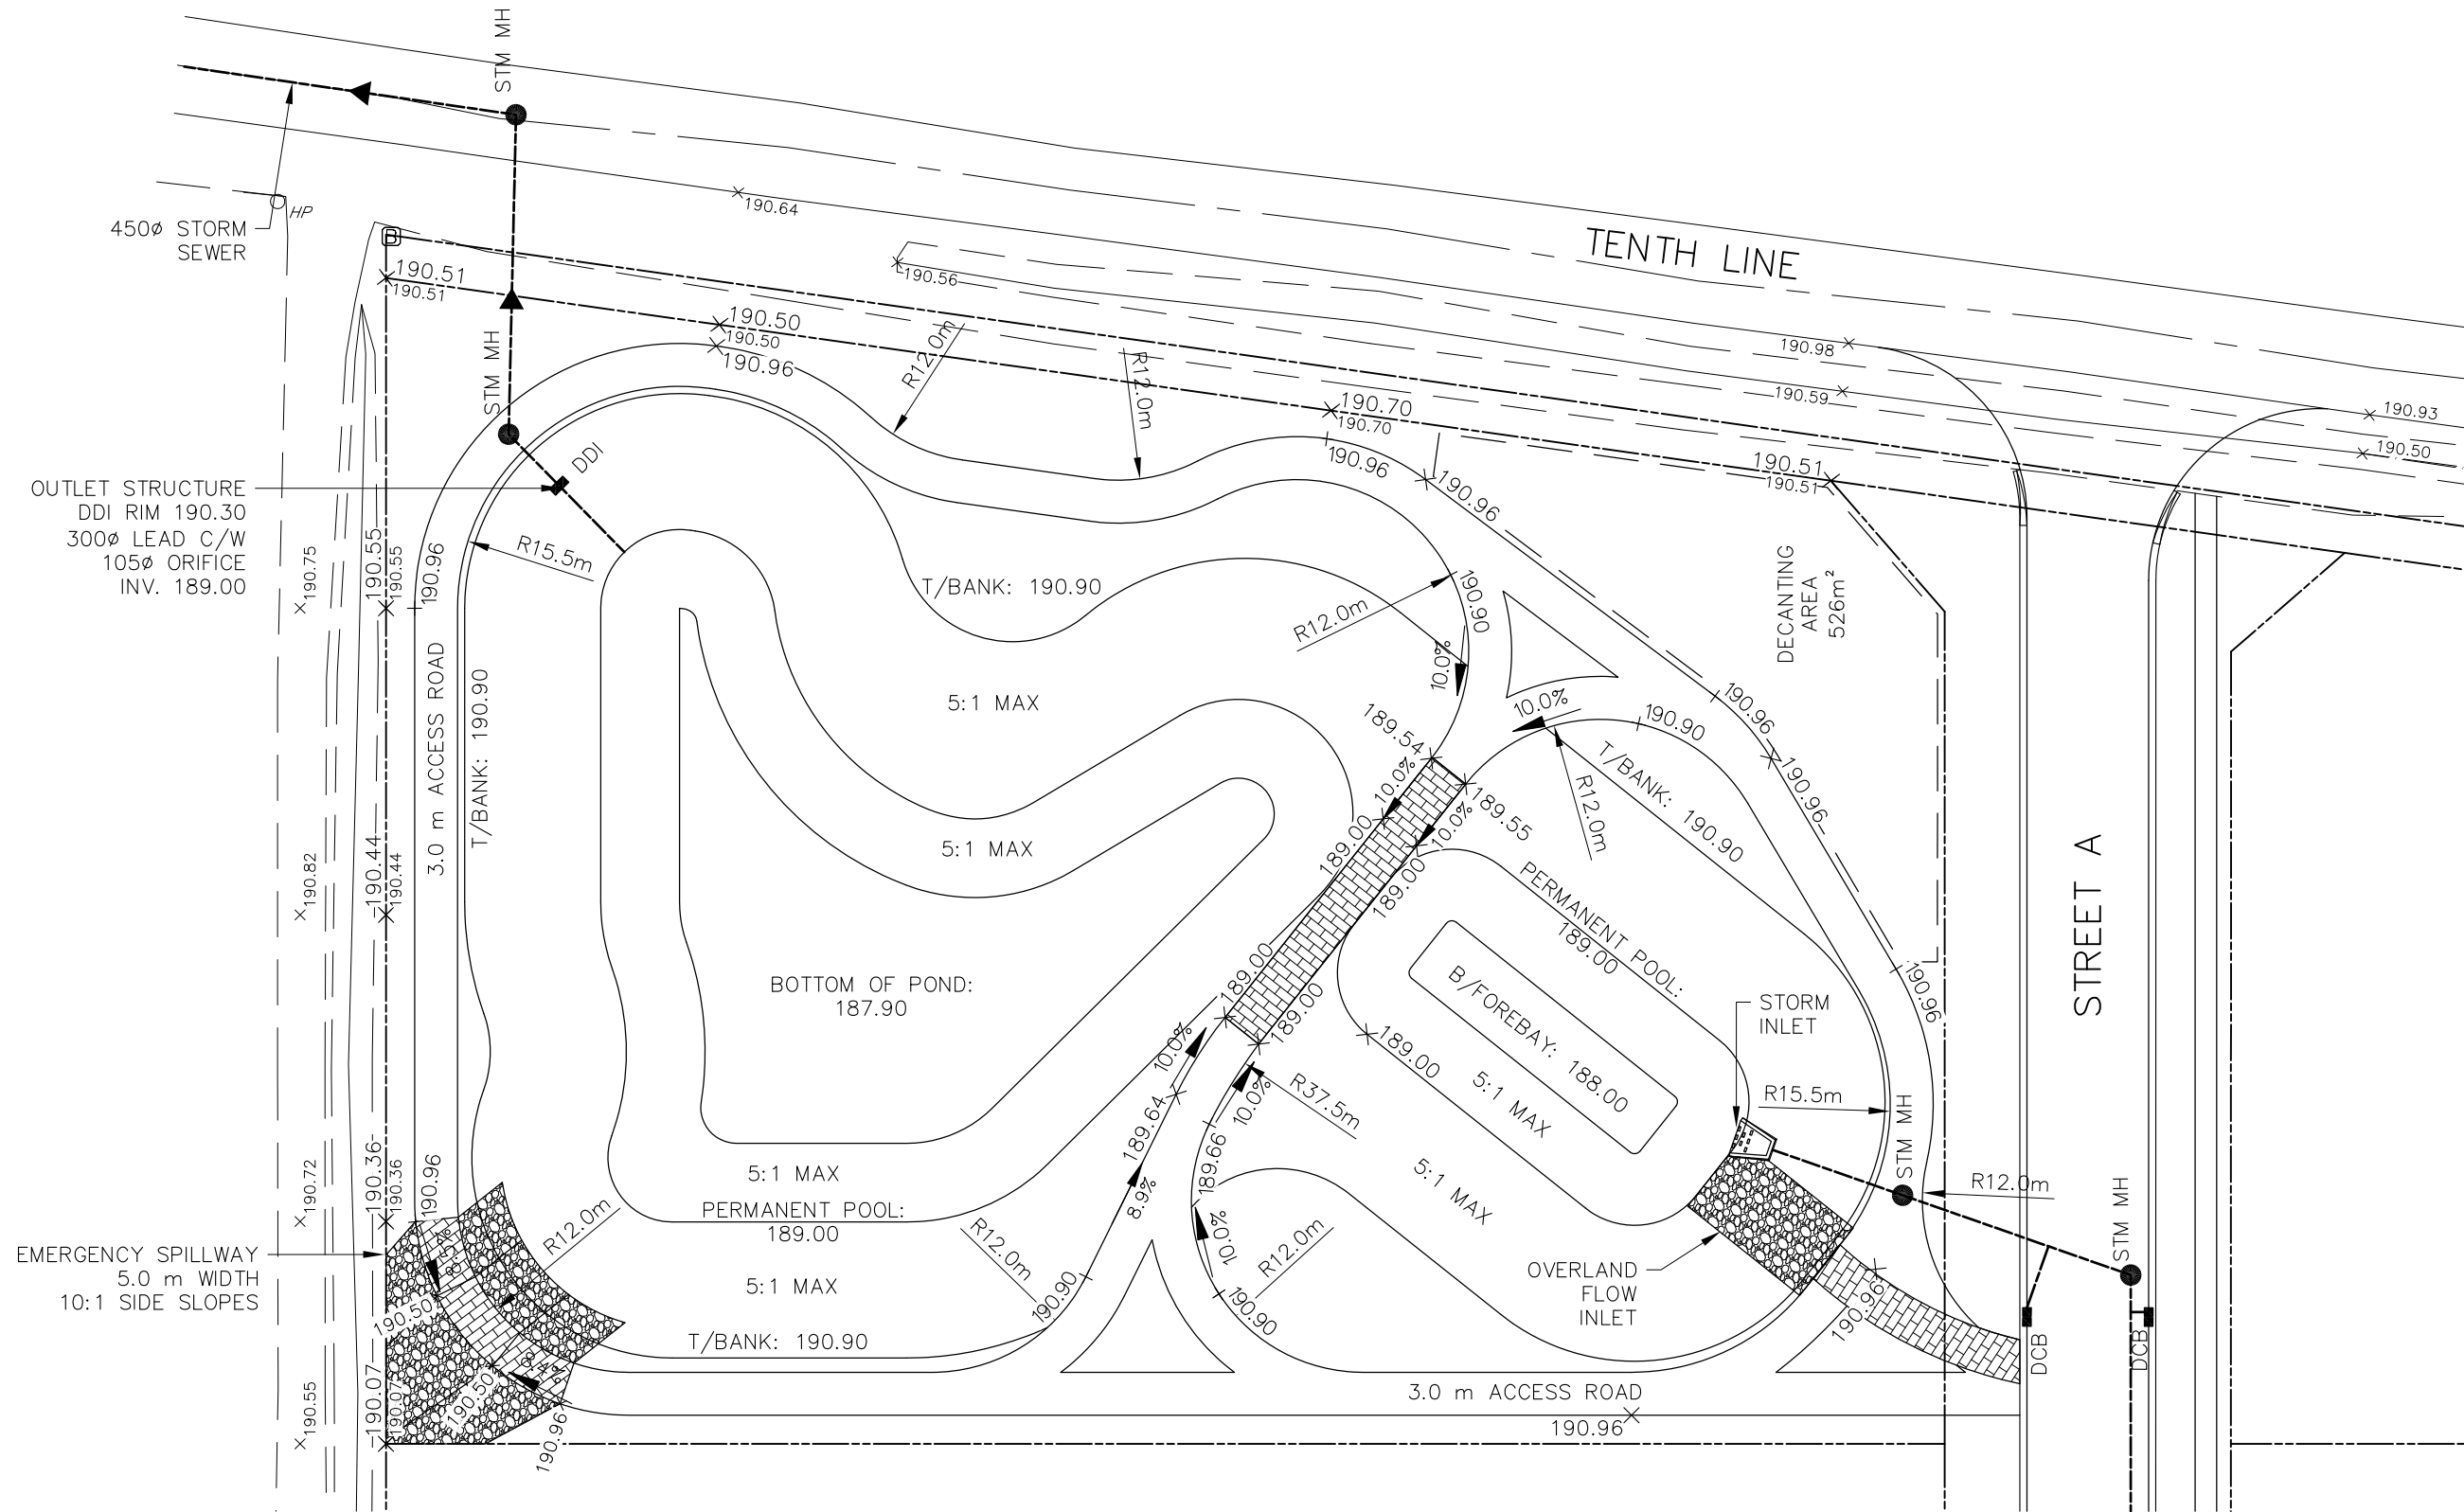 STM MH
450ø STORM
SEWER
HP
B
190.64
190.51
190.51
190.56
TENTH LINE
190.50
190.50
190.96
R12.0m
R12.0m
190.98
190.59
190.93
190.50
190.70
190.70
190.96
190.96
190.51
190.51
STM MH
DDI
OUTLET STRUCTURE
DDI RIM 190.30
300ø LEAD C/W
105ø ORIFICE
INV. 189.00
190.75
190.55
190.55
190.96
R15.5m
T/BANK: 190.90
R12.0m
190.90
10.0%
DECANTING
AREA
526m²
3.0 m ACCESS ROAD
T/BANK: 190.90
5:1 MAX
10.0%
190.90
190.96
190.96
189.54
10.0%
T/BANK: 190.90
R12.0m
10.0%
189.55
5:1 MAX
189.00
189.00
190.82
190.44
190.44
PERMANENT POOL:
189.00
STREET A
BOTTOM OF POND:
187.90
189.00
189.00
B/FOREBAY: 188.00
190.96
STORM
INLET
189.00
5:1 MAX
10.0%
10.0%
R37.5m
R15.5m
STM MH
189.64
189.66
5:1 MAX
190.72
190.36
190.36
190.96
5:1 MAX
PERMANENT POOL:
189.00
8.9%
10.0%
R12.0m
R12.0m
R12.0m
R12.0m
STM MH
EMERGENCY SPILLWAY
5.0 m WIDTH
10:1 SIDE SLOPES
190.50
5:1 MAX
190.90
190.90
OVERLAND
FLOW
INLET
190.96
DCB
DCB
T/BANK: 190.90
190.55
190.07
190.07
190.50
190.96
3.0 m ACCESS ROAD
190.96